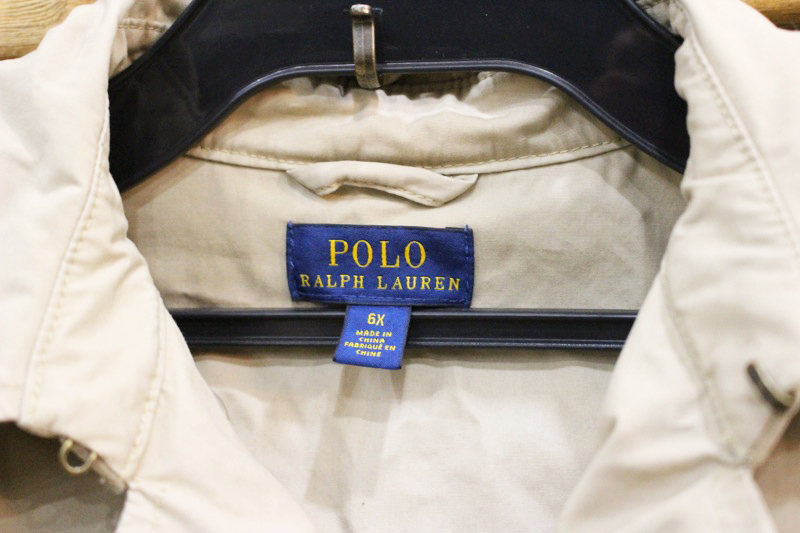 POLO
RALPH LAUREN
6X
MADE IN
CHINA
FABRIQUÉ EN
CHINE